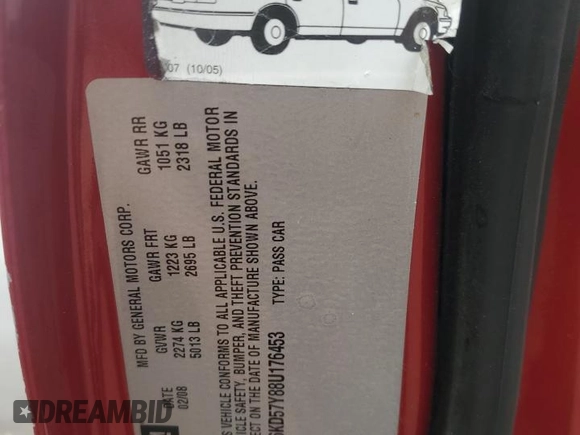 07 (10/05)
MFD BY GENERAL MOTORS CORP.
DATE GVWR GAWR FRT GAWR RR
02/08 2274 KG 1223 KG 1051 KG
5013 LB 2695 LB 2318 LB
VEHICLE CONFORMS TO ALL APPLICABLE U.S. FEDERAL MOTOR
VEHICLE SAFETY, BUMPER, AND THEFT PREVENTION STANDARDS IN
ON THE DATE OF MANUFACTURE SHOWN ABOVE.
KD57Y88U176453 TYPE: PASS CAR
DREAMBID